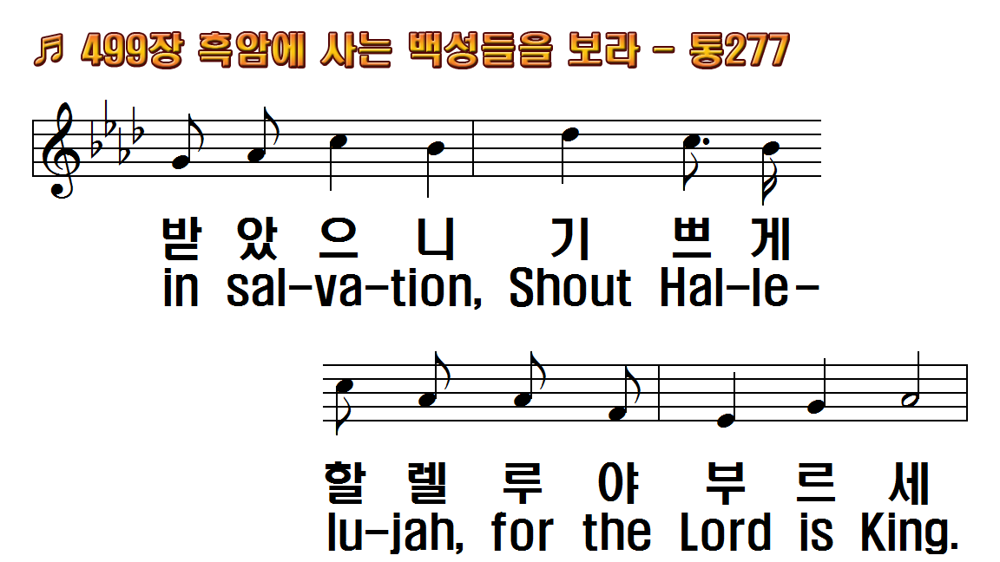 ♬ 499장 흑암에 사는 백성들을 보라 - 통277
받 았 으 니 기 쁘 게
in sal-va-tion, Shout Hal-le-
할 렐 루 야 부 르 세
lu-jah, for the Lord is King.